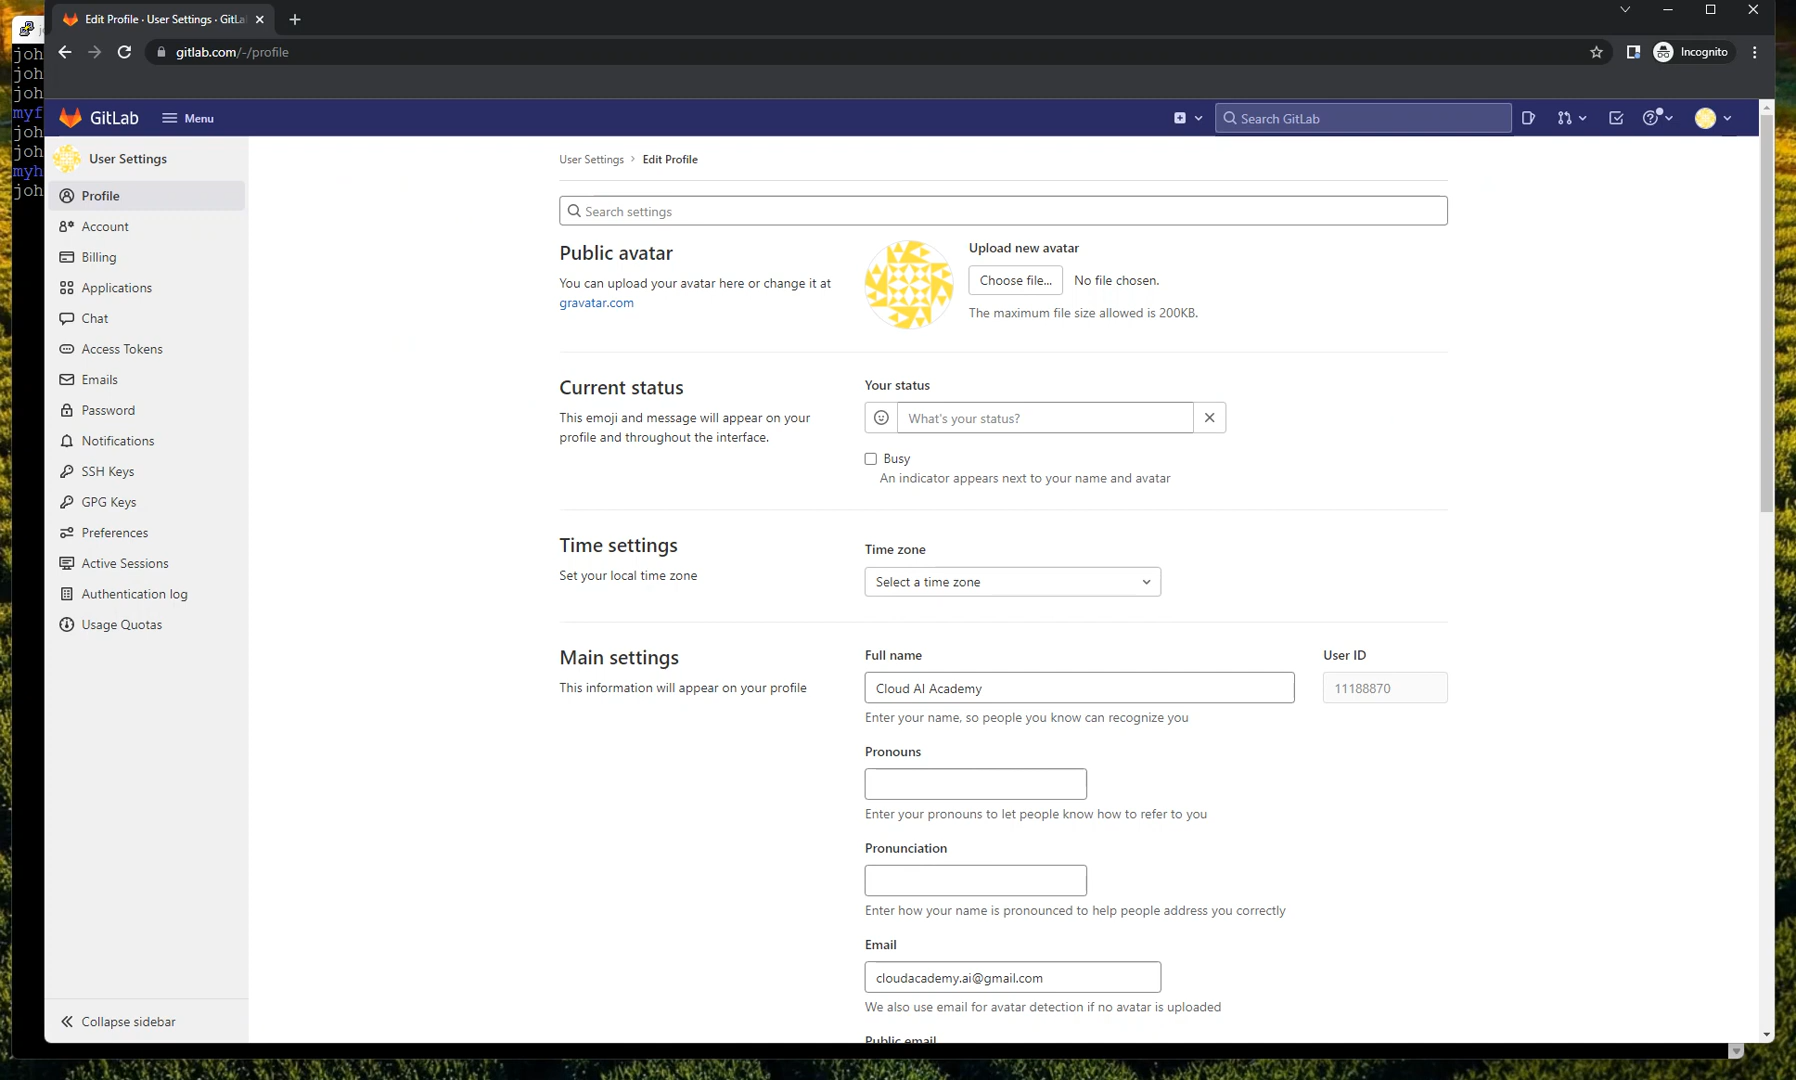 Edit Profile · User Settings · GitLa
gitlab.com/-/profile
Incognito
joh
joh
joh
myf
joh
joh
myh
joh
GitLab
Menu
Search GitLab
User Settings
Profile
Account
Billing
Applications
Chat
Access Tokens
Emails
Password
Notifications
SSH Keys
GPG Keys
Preferences
Active Sessions
Authentication log
Usage Quotas
Collapse sidebar
User Settings > Edit Profile
Search settings
Public avatar
You can upload your avatar here or change it at
gravatar.com
Upload new avatar
Choose file... No file chosen.
The maximum file size allowed is 200KB.
Current status
This emoji and message will appear on your
profile and throughout the interface.
Your status
What's your status?
Busy
An indicator appears next to your name and avatar
Time settings
Set your local time zone
Time zone
Select a time zone
Main settings
This information will appear on your profile
Full name
Cloud AI Academy
Enter your name, so people you know can recognize you
User ID
11188870
Pronouns
Enter your pronouns to let people know how to refer to you
Pronunciation
Enter how your name is pronounced to help people address you correctly
Email
cloudacademy.ai@gmail.com
We also use email for avatar detection if no avatar is uploaded
Public email